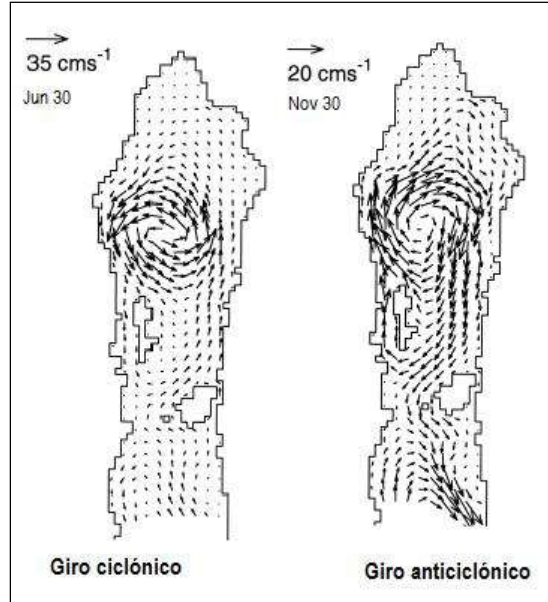 35 cms-1
Jun 30
20 cms-1
Nov 30
Giro ciclónico
Giro anticiclónico